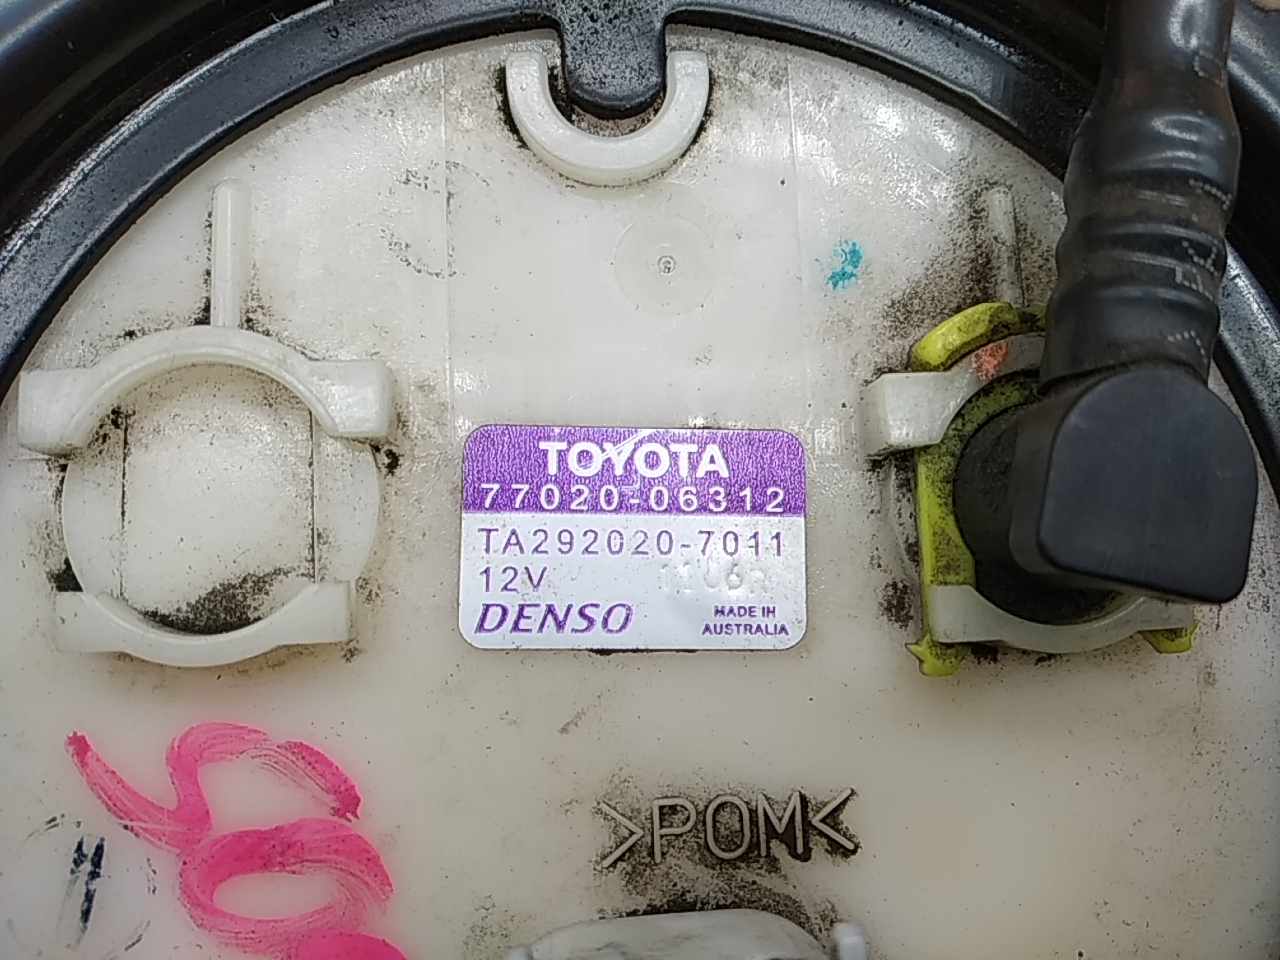 TOYOTA
77020-06312
TA292020-7011
12V
DENSO
MADE IN
AUSTRALIA
>POM<